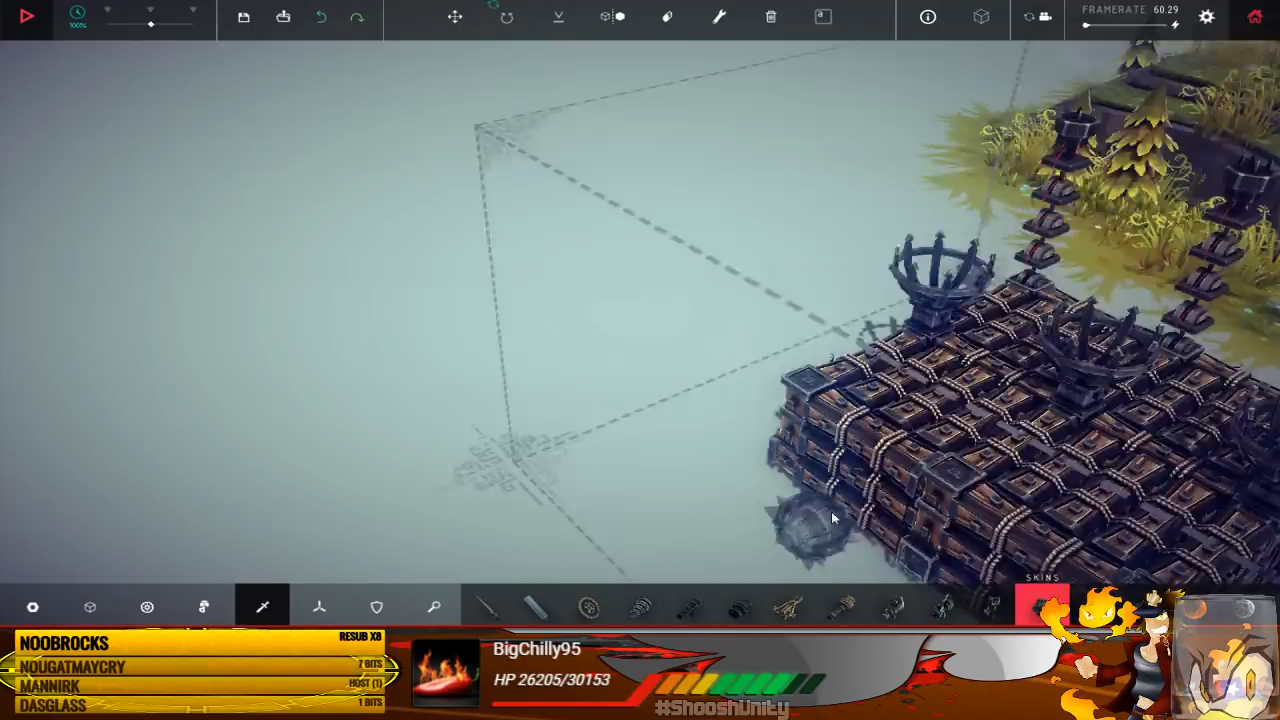 100%
FRAMERATE 60.29
SKINS
NOOBROCKS RESUB X8
NOUGATMAYCRY 7 BITS
MANNIRK HOST (1)
DASGLASS 1 BITS
BigChilly95
HP 26205/30153
#ShooshUnity